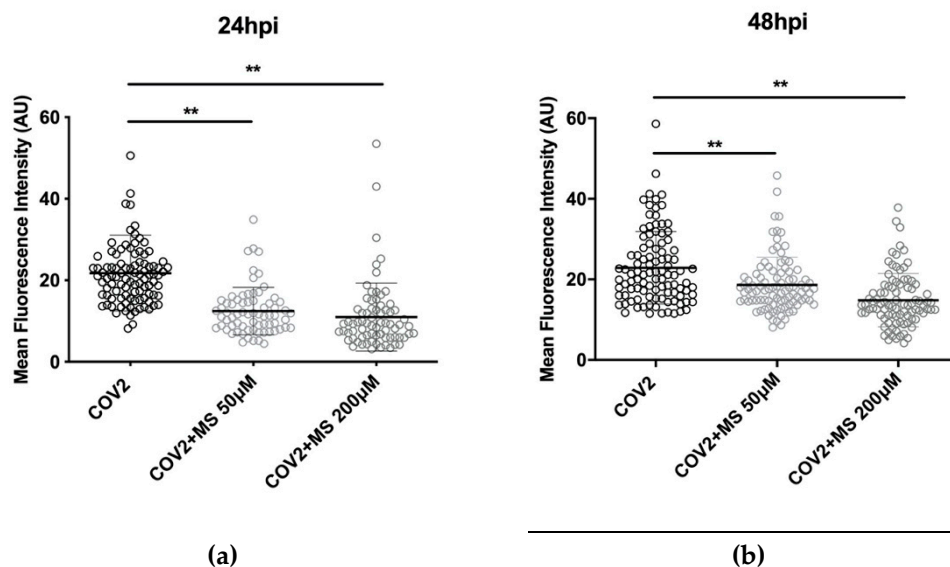 24hpi
**
**
Mean Fluorescence Intensity (AU)
60
40
20
0
COV2
COV2+MS 50µM
COV2+MS 200µM
(a)
48hpi
**
**
Mean Fluorescence Intensity (AU)
60
40
20
0
COV2
COV2+MS 50µM
COV2+MS 200µM
(b)